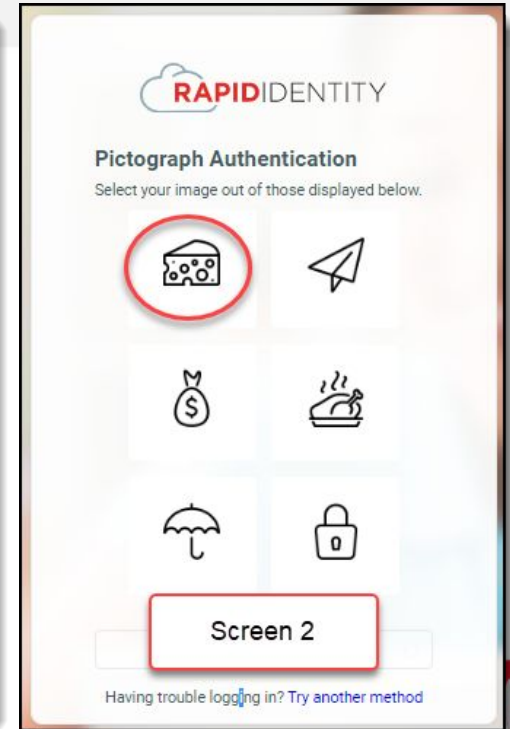 RAPIDIDENTITY
Pictograph Authentication
Select your image out of those displayed below.
$
Screen 2
Having trouble logging in? Try another method